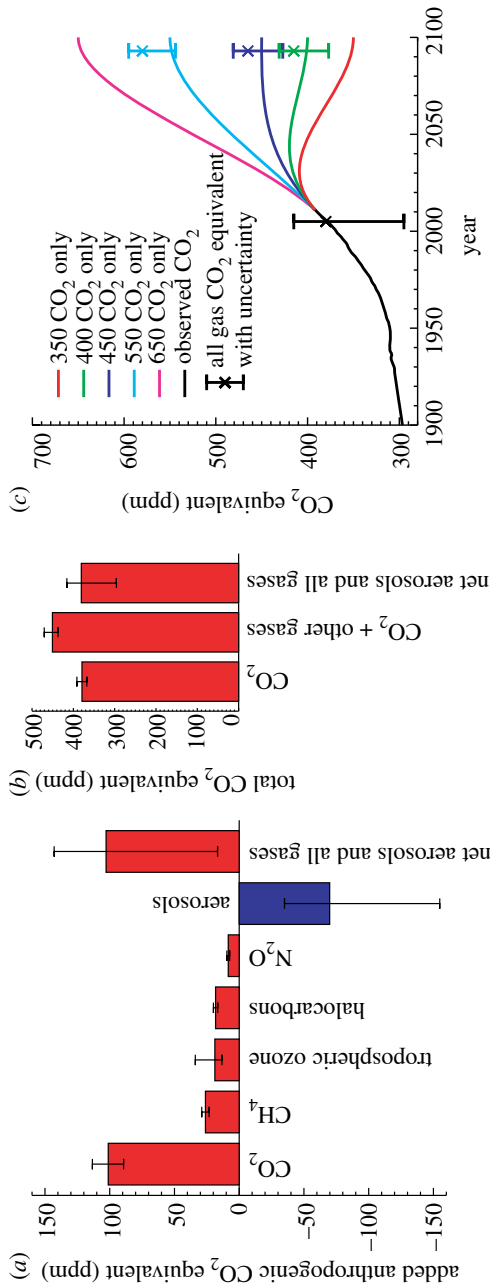 (a)
added anthropogenic CO₂ equivalent (ppm)
150
100
50
0
−50
−100
−150
CO₂
CH₄
tropospheric ozone
halocarbons
N₂O
aerosols
net aerosols and all gases
(b)
total CO₂ equivalent (ppm)
500
400
300
200
100
0
CO₂
CO₂ + other gases
net aerosols and all gases
(c)
CO₂ equivalent (ppm)
700
600
500
400
300
350 CO₂ only
400 CO₂ only
450 CO₂ only
550 CO₂ only
650 CO₂ only
observed CO₂
all gas CO₂ equivalent
with uncertainty
1900
1950
2000
2050
2100
year